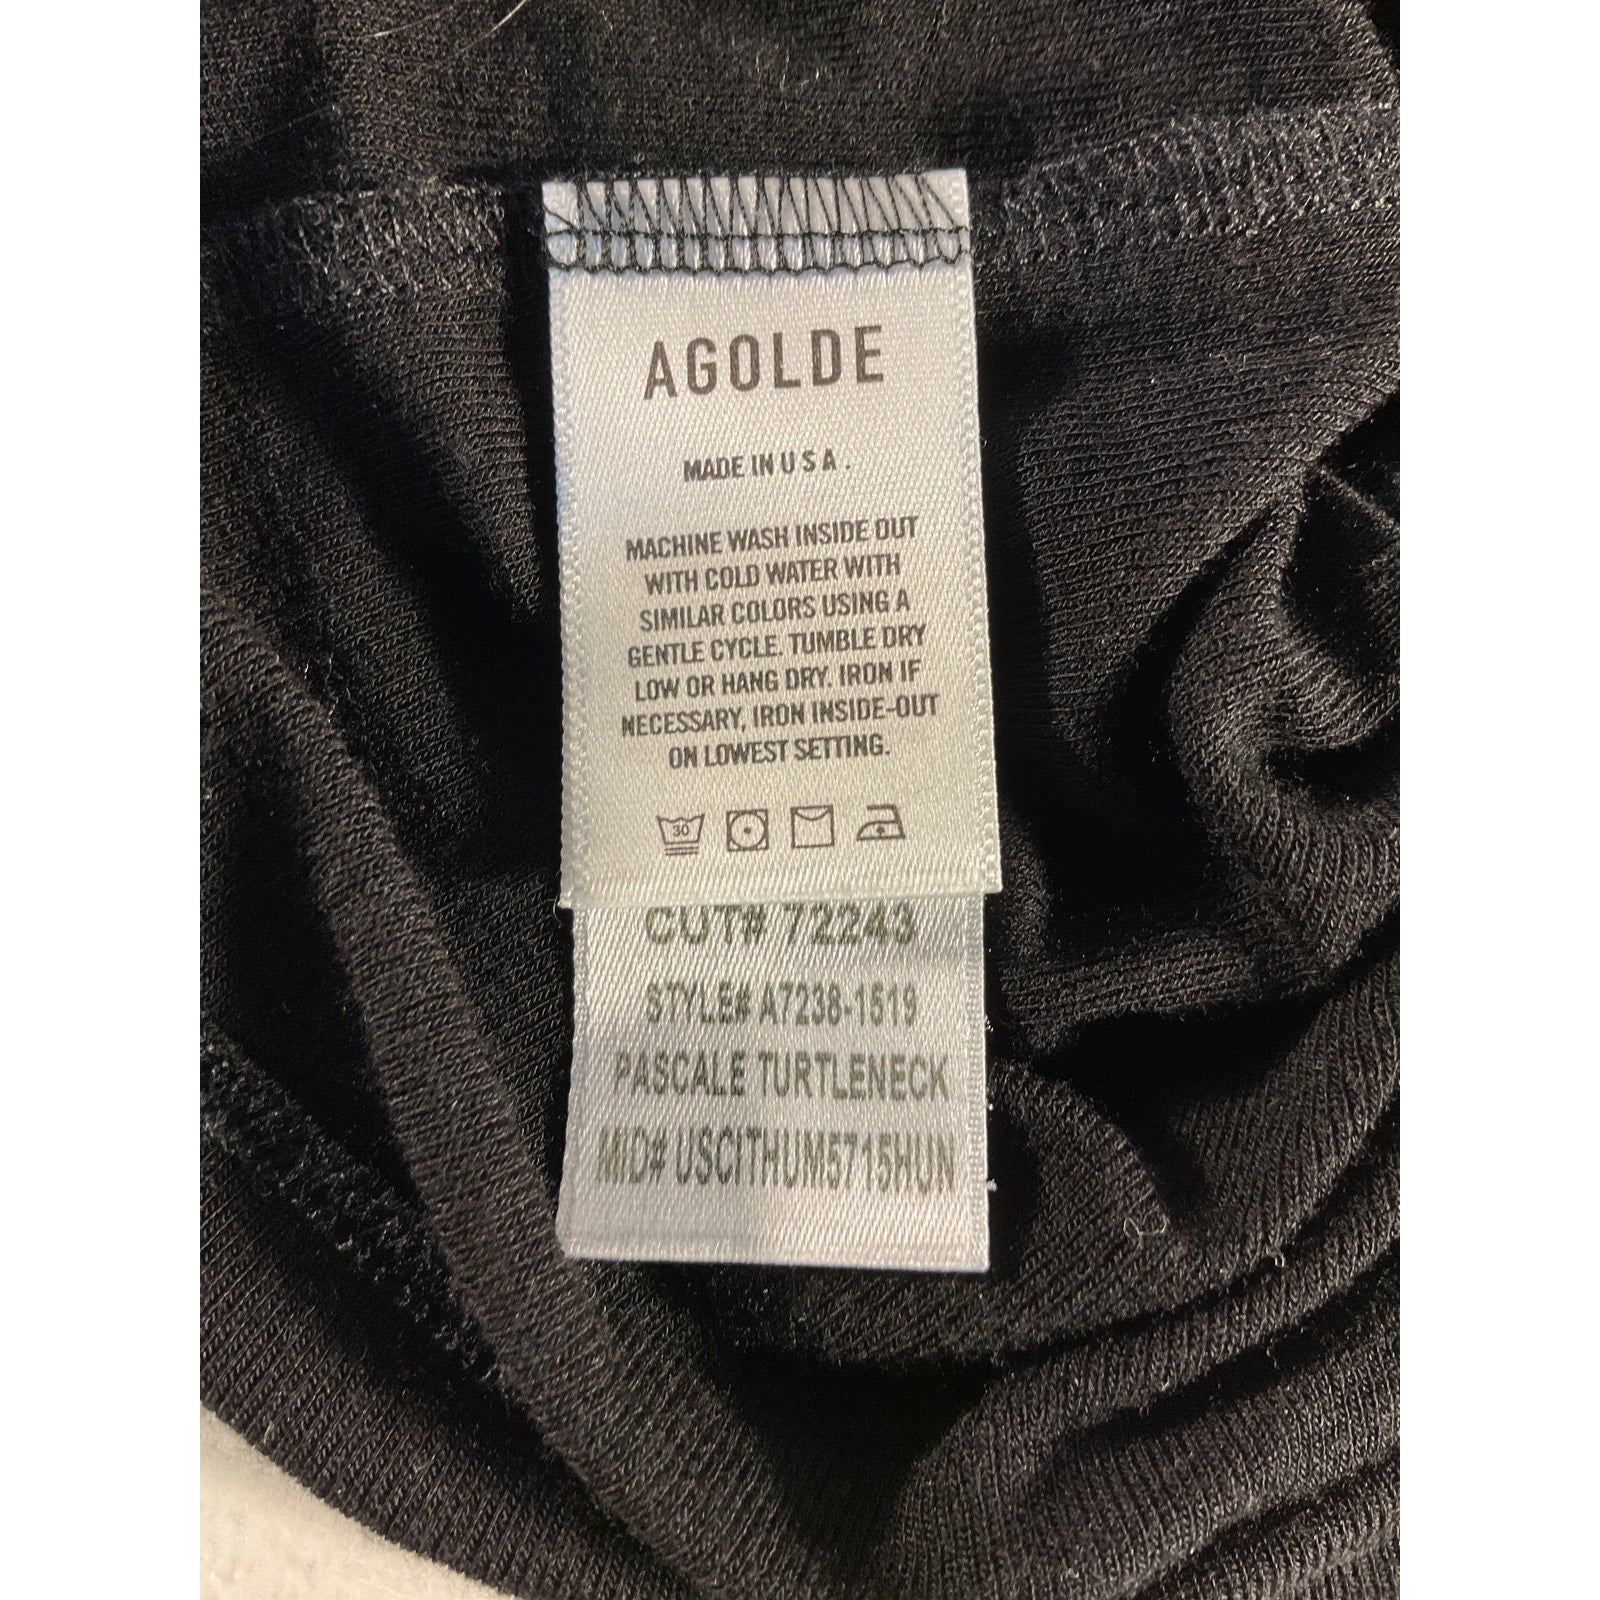 AGOLDE
MADE IN U S A .
MACHINE WASH INSIDE OUT
WITH COLD WATER WITH
SIMILAR COLORS USING A
GENTLE CYCLE. TUMBLE DRY
LOW OR HANG DRY. IRON IF
NECESSARY, IRON INSIDE-OUT
ON LOWEST SETTING.
30
CUT# 72243
STYLE# A7238-1519
PASCALE TURTLENECK
MID# USCITHUM5715HUN